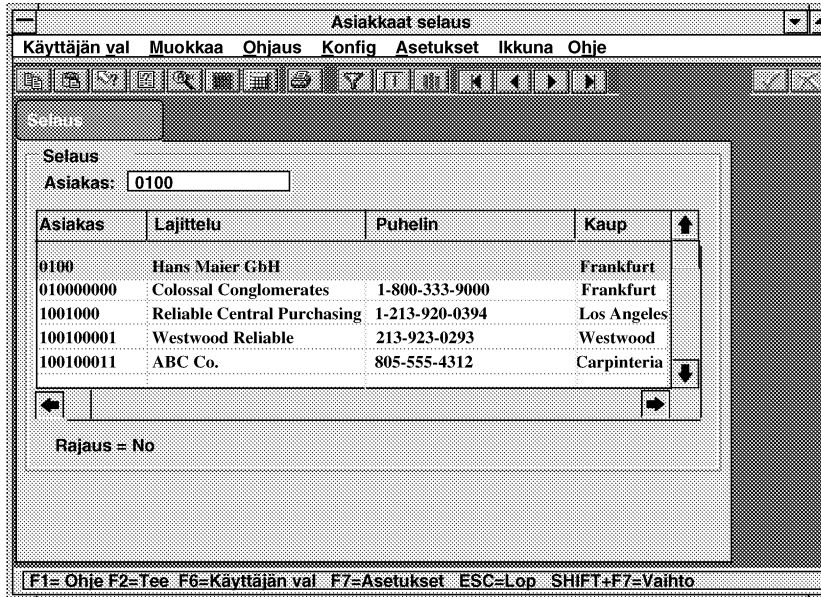 Asiakkaat selaus
Käyttäjän val Muokkaa Ohjaus Konfig Asetukset Ikkuna Ohje
Selaus
Selaus
Asiakas: 0100
Asiakas Lajittelu Puhelin Kaup
0100 Hans Maier GbH Frankfurt
010000000 Colossal Conglomerates 1-800-333-9000 Frankfurt
1001000 Reliable Central Purchasing 1-213-920-0394 Los Angeles
100100001 Westwood Reliable 213-923-0293 Westwood
100100011 ABC Co. 805-555-4312 Carpinteria
Rajaus = No
F1= Ohje F2=Tee F6=Käyttäjän val F7=Asetukset ESC=Lop SHIFT+F7=Vaihto